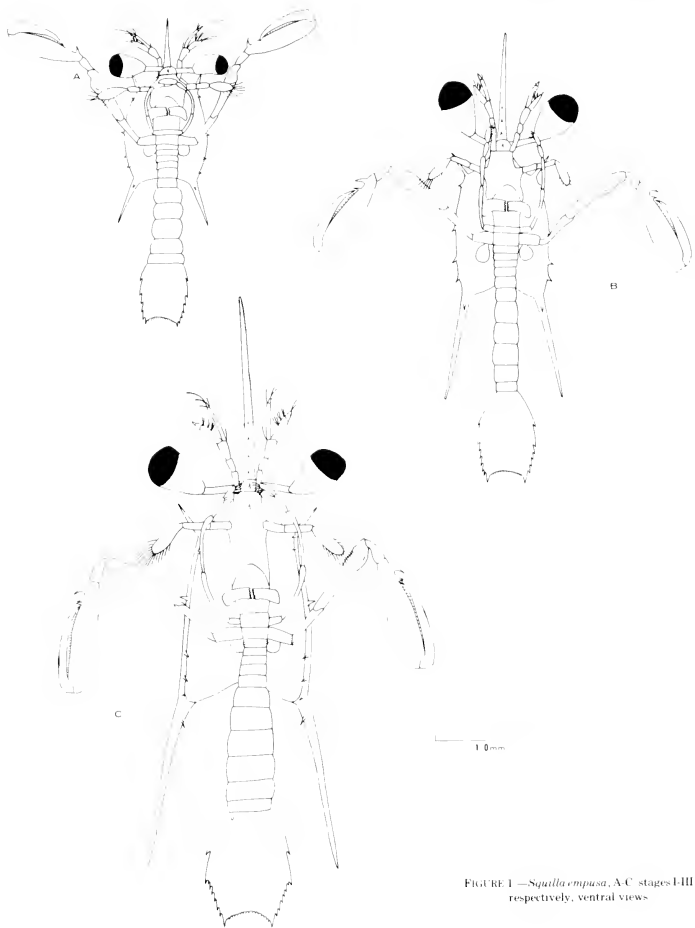 A
B
C
1 0mm
FIGURE 1 —Squilla empusa, A-C stages I-III
respectively, ventral views